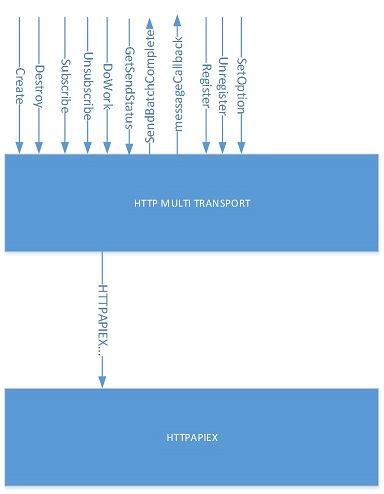 Create
Destroy
Subscribe
Unsubscribe
DoWork
GetSendStatus
SendBatchComplete
messageCallback
Register
Unregister
SetOption
HTTP MULTI TRANSPORT
HTTPAPIEX...
HTTPAPIEX